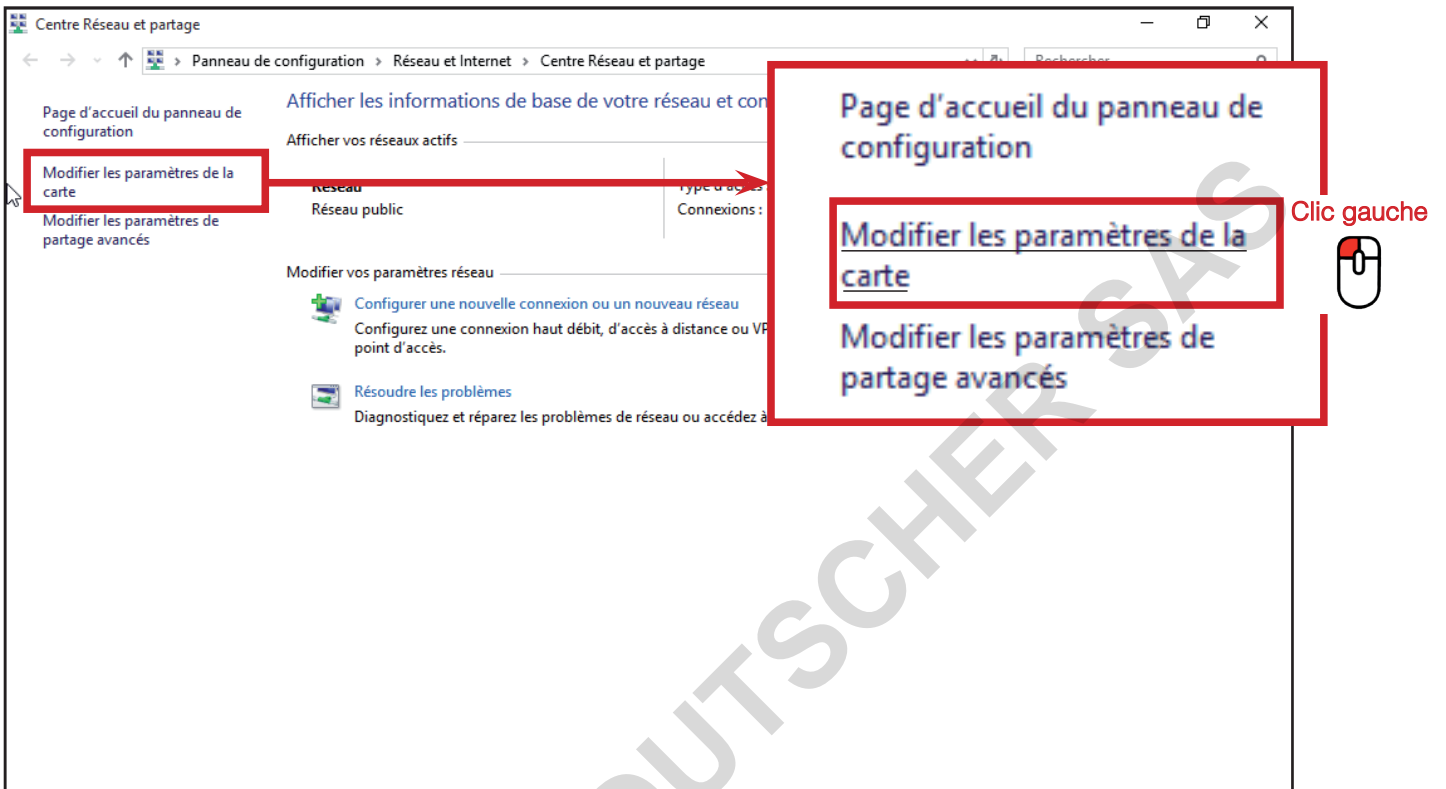 Centre Réseau et partage
Panneau de configuration > Réseau et Internet > Centre Réseau et partage
Rechercher
Page d'accueil du panneau de
configuration
Modifier les paramètres de la
carte
Modifier les paramètres de
partage avancés
Afficher les informations de base de votre réseau et con
Afficher vos réseaux actifs
Réseau
Réseau public
Type d'accès :
Connexions :
Modifier vos paramètres réseau
Configurer une nouvelle connexion ou un nouveau réseau
Configurez une connexion haut débit, d'accès à distance ou VP
point d'accès.
Résoudre les problèmes
Diagnostiquez et réparez les problèmes de réseau ou accédez à
Page d'accueil du panneau de
configuration
Modifier les paramètres de la
carte
Modifier les paramètres de
partage avancés
Clic gauche
UTSCHER SAS